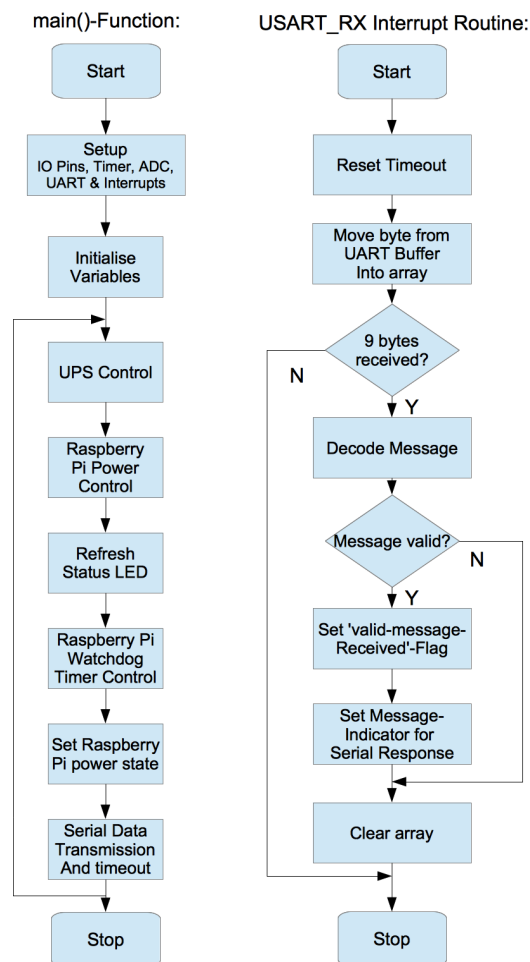 main()-Function:
Start
Setup
IO Pins, Timer, ADC,
UART & Interrupts
Initialise
Variables
UPS Control
Raspberry
Pi Power
Control
Refresh
Status LED
Raspberry Pi
Watchdog
Timer Control
Set Raspberry
Pi power state
Serial Data
Transmission
And timeout
Stop
USART_RX Interrupt Routine:
Start
Reset Timeout
Move byte from
UART Buffer
Into array
9 bytes
received?
N
Y
Decode Message
Message valid?
N
Y
Set 'valid-message-
Received'-Flag
Set Message-
Indicator for
Serial Response
Clear array
Stop